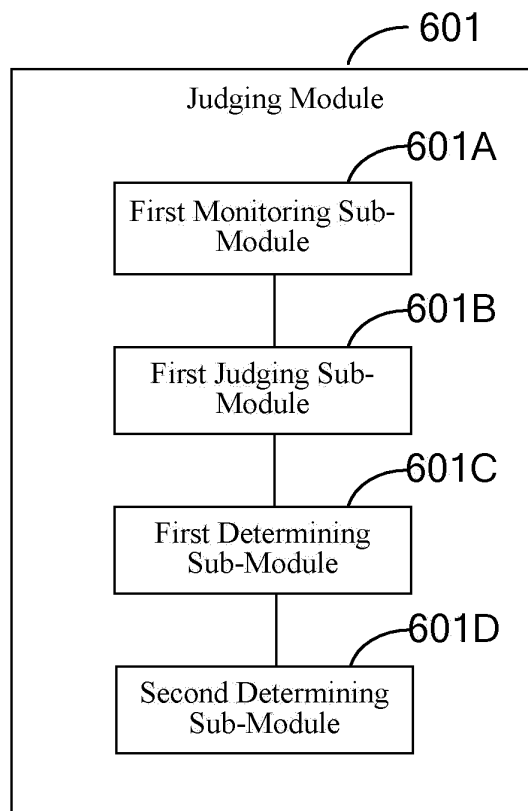 601
Judging Module
601A
First Monitoring Sub-
Module
601B
First Judging Sub-
Module
601C
First Determining
Sub-Module
601D
Second Determining
Sub-Module